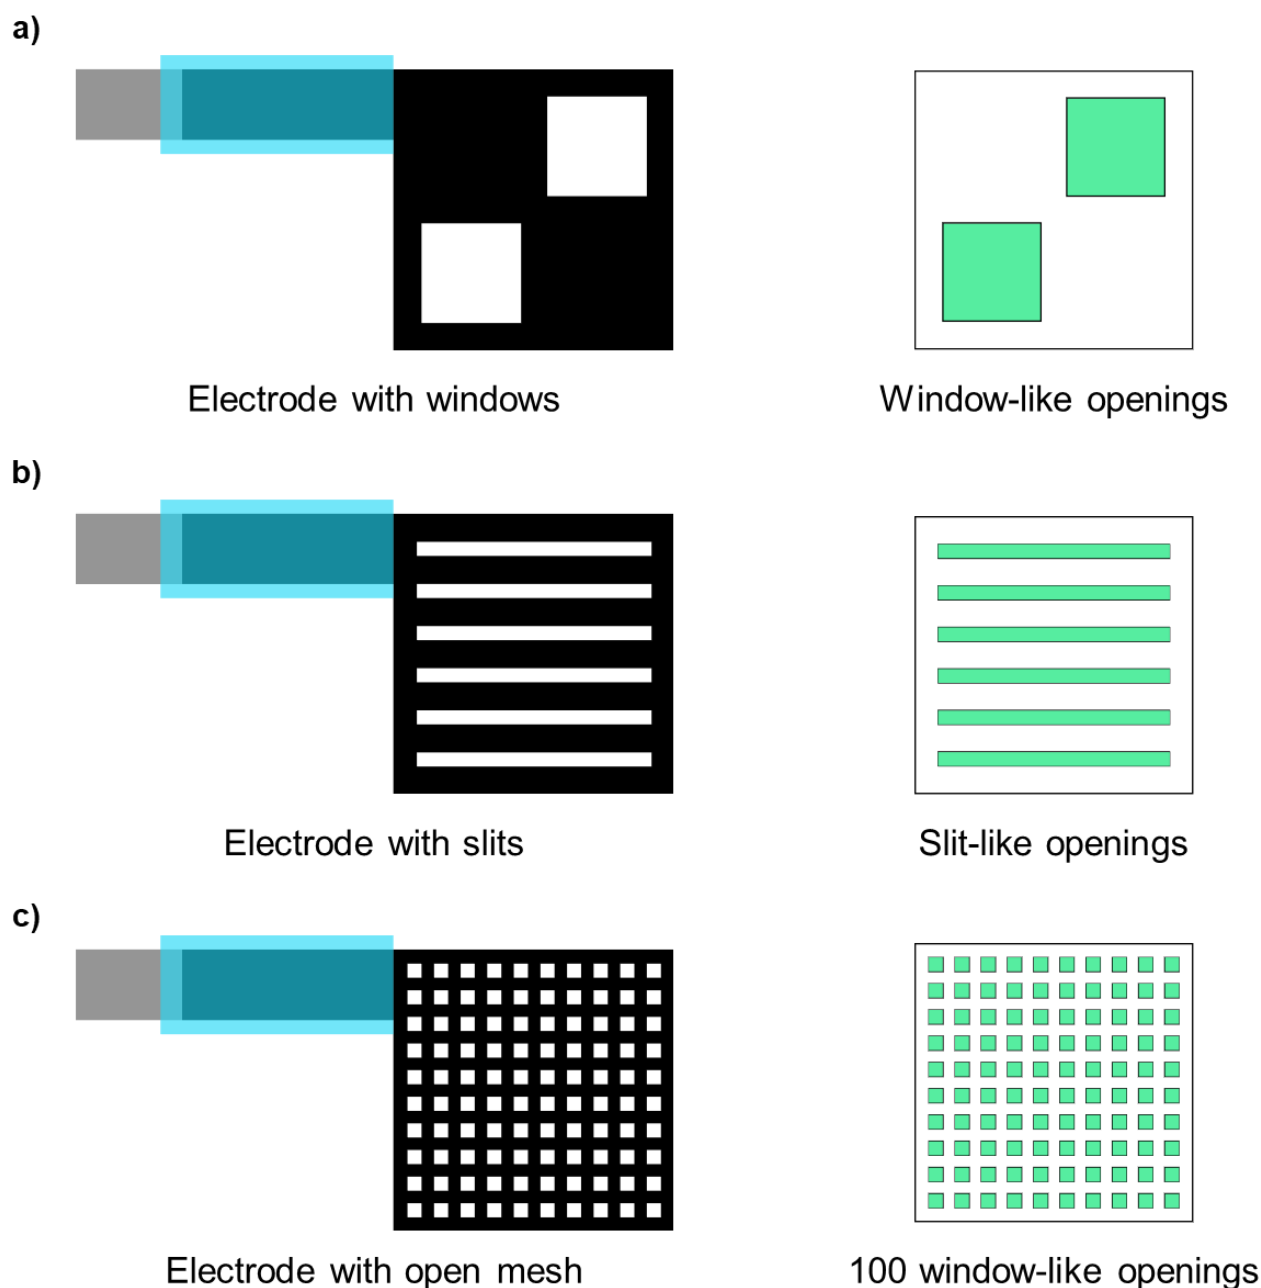 a)
Electrode with windows
Window-like openings
b)
Electrode with slits
Slit-like openings
c)
Electrode with open mesh
100 window-like openings